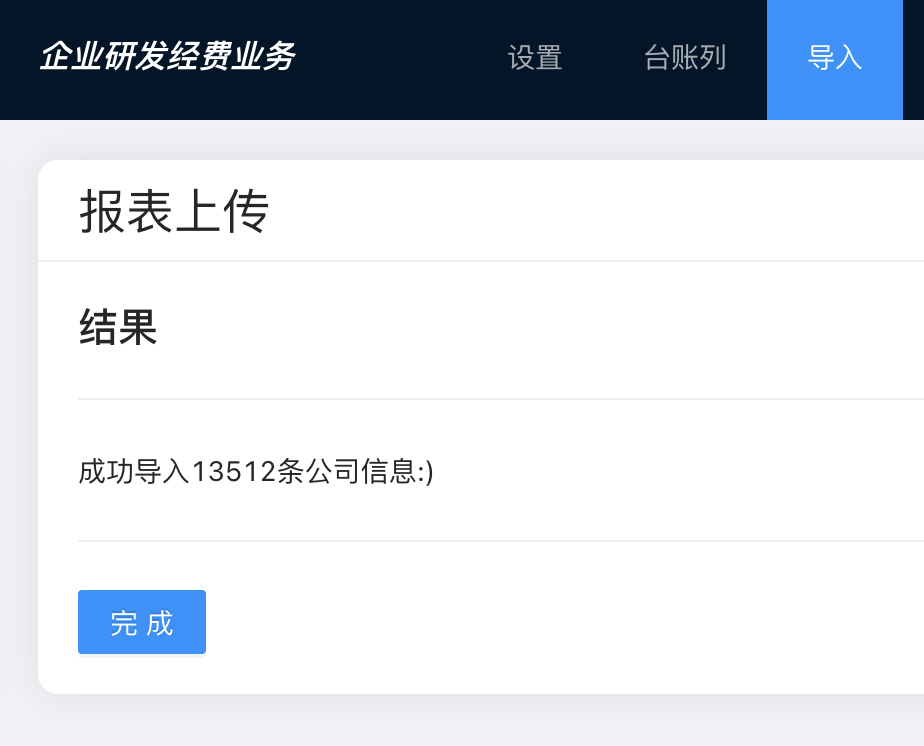 企业研发经费业务 设置 台账列 导入
报表上传
结果
成功导入13512条公司信息:)
完 成